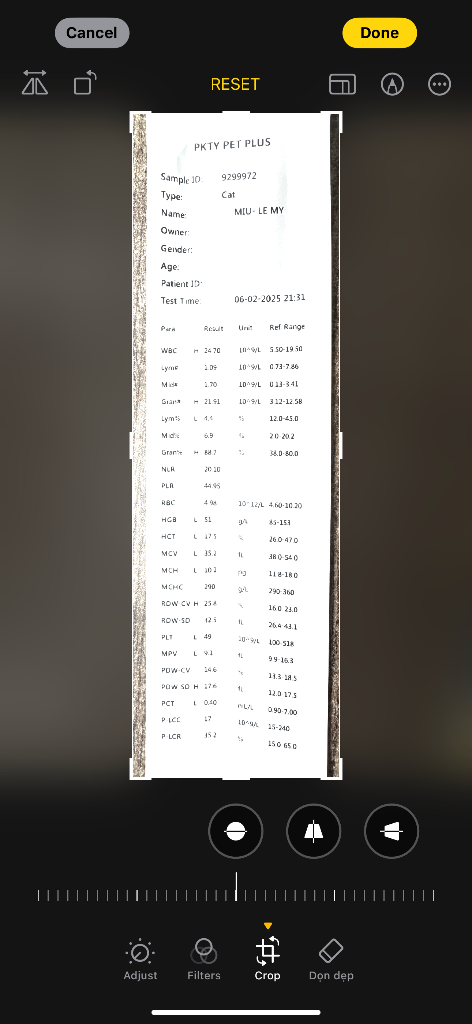 Cancel
Done
RESET
PKTY PET PLUS
Sample ID: 9299972
Type: Cat
Name: MIU- LE MY
Owner:
Gender:
Age:
Patient ID:
Test Time: 06-02-2025 21:31
Para Result Unit Ref Range
WBC H 24.70 10^9/L 5.50-19.50
Lym# 1.09 10^9/L 0.73-7.86
Mid# 1.70 10^9/L 0.13-3.41
Gran# H 21.91 10^9/L 3.12-12.58
Lym% L 4.4 % 12.0-45.0
Mid% 6.9 % 2.0-20.2
Gran% H 88.7 % 38.0-80.0
NLR 20.10
PLR 44.95
RBC 4.98 10^12/L 4.60-10.20
HGB L 51 g/L 85-153
HCT L 17.5 % 26.0-47.0
MCV L 35.2 fL 38.0-54.0
MCH L 10.2 pg 11.8-18.0
MCHC 290 g/L 290-360
RDW-CV H 25.8 % 16.0-23.0
RDW-SD 32.5 fL 26.4-43.1
PLT L 49 10^9/L 100-518
MPV L 9.1 fL 9.9-16.3
PDW-CV 14.6 % 13.3-18.5
PDW-SD H 17.6 fL 12.0-17.5
PCT L 0.40 mL/L 0.90-7.00
P-LCC 17 10^9/L 15-240
P-LCR 35.2 % 15.0-65.0
Adjust
Filters
Crop
Dọn dẹp